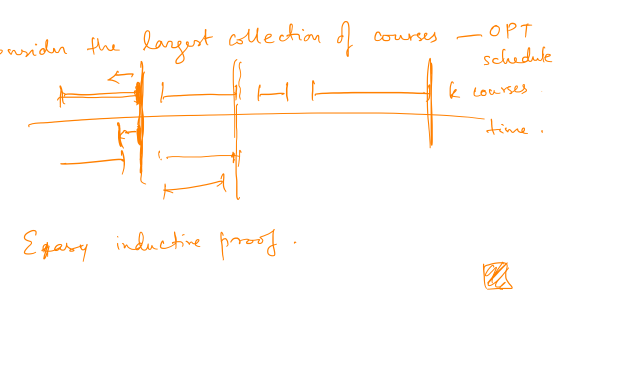 onsider the largest collection of courses — OPT
schedule
k courses
time.
Easy inductive proof.